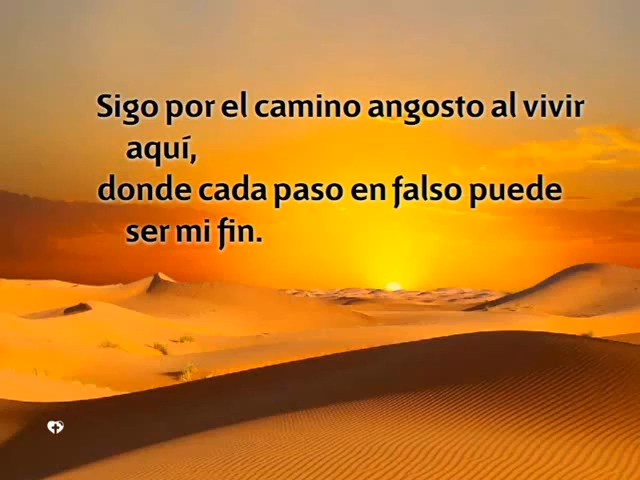 Sigo por el camino angosto al vivir
aquí,
donde cada paso en falso puede
ser mi fin.